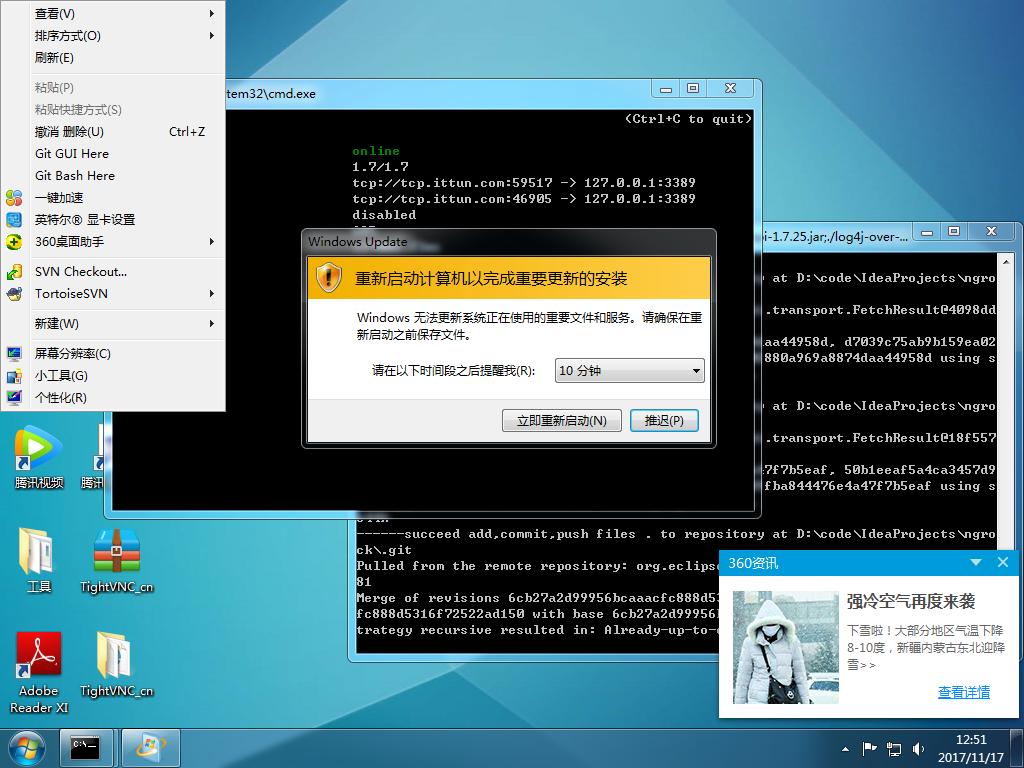 查看(V)
排序方式(O)
刷新(E)
粘贴(P)
粘贴快捷方式(S)
撤消 删除(U) Ctrl+Z
Git GUI Here
Git Bash Here
一键加速
英特尔® 显卡设置
360桌面助手
SVN Checkout...
TortoiseSVN
新建(W)
屏幕分辨率(C)
小工具(G)
个性化(R)
tem32\cmd.exe
(Ctrl+C to quit)
online
1.7/1.7
tcp://tcp.ittun.com:59517 -> 127.0.0.1:3389
tcp://tcp.ittun.com:46905 -> 127.0.0.1:3389
disabled
Windows Update
重新启动计算机以完成重要更新的安装
Windows 无法更新系统正在使用的重要文件和服务。请确保在重
新启动之前保存文件。
请在以下时间段之后提醒我(R):
10 分钟
立即重新启动(N)
推迟(P)
pi-1.7.25.jar;./log4j-over-...
at D:\code\IdeaProjects\ngro
.transport.FetchResult@4098dd
aa44958d, d7039c75ab9b159ea02
880a969a8874daa44958d using s
at D:\code\IdeaProjects\ngro
.transport.FetchResult@18f557
7f7b5eaf, 50b1eeaf5a4ca3457d9
fba844476e4a47f7b5eaf using s
------succeed add,commit,push files . to repository at D:\code\IdeaProjects\ngro
ck\.git
Pulled from the remote repository: org.eclips
81
Merge of revisions 6cb27a2d99956bcaaacfc888d53
fc888d5316f72522ad150 with base 6cb27a2d99956
trategy recursive resulted in: Already-up-to-
腾讯视频
腾讯
工具
TightVNC_cn
Adobe
Reader XI
TightVNC_cn
360资讯
强冷空气再度来袭
下雪啦！大部分地区气温下降
8-10度，新疆内蒙古东北迎降
雪>>
查看详情
12:51
2017/11/17